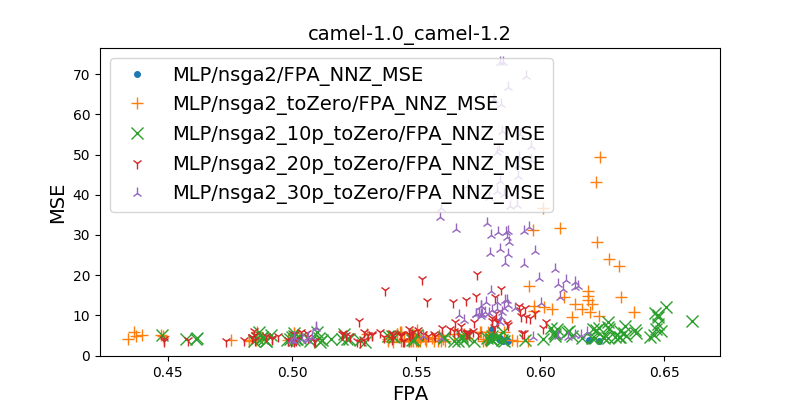 camel-1.0_camel-1.2
MLP/nsga2/FPA_NNZ_MSE
MLP/nsga2_toZero/FPA_NNZ_MSE
MLP/nsga2_10p_toZero/FPA_NNZ_MSE
MLP/nsga2_20p_toZero/FPA_NNZ_MSE
MLP/nsga2_30p_toZero/FPA_NNZ_MSE
MSE
70
60
50
40
30
20
10
0
0.45 0.50 0.55 0.60 0.65
FPA